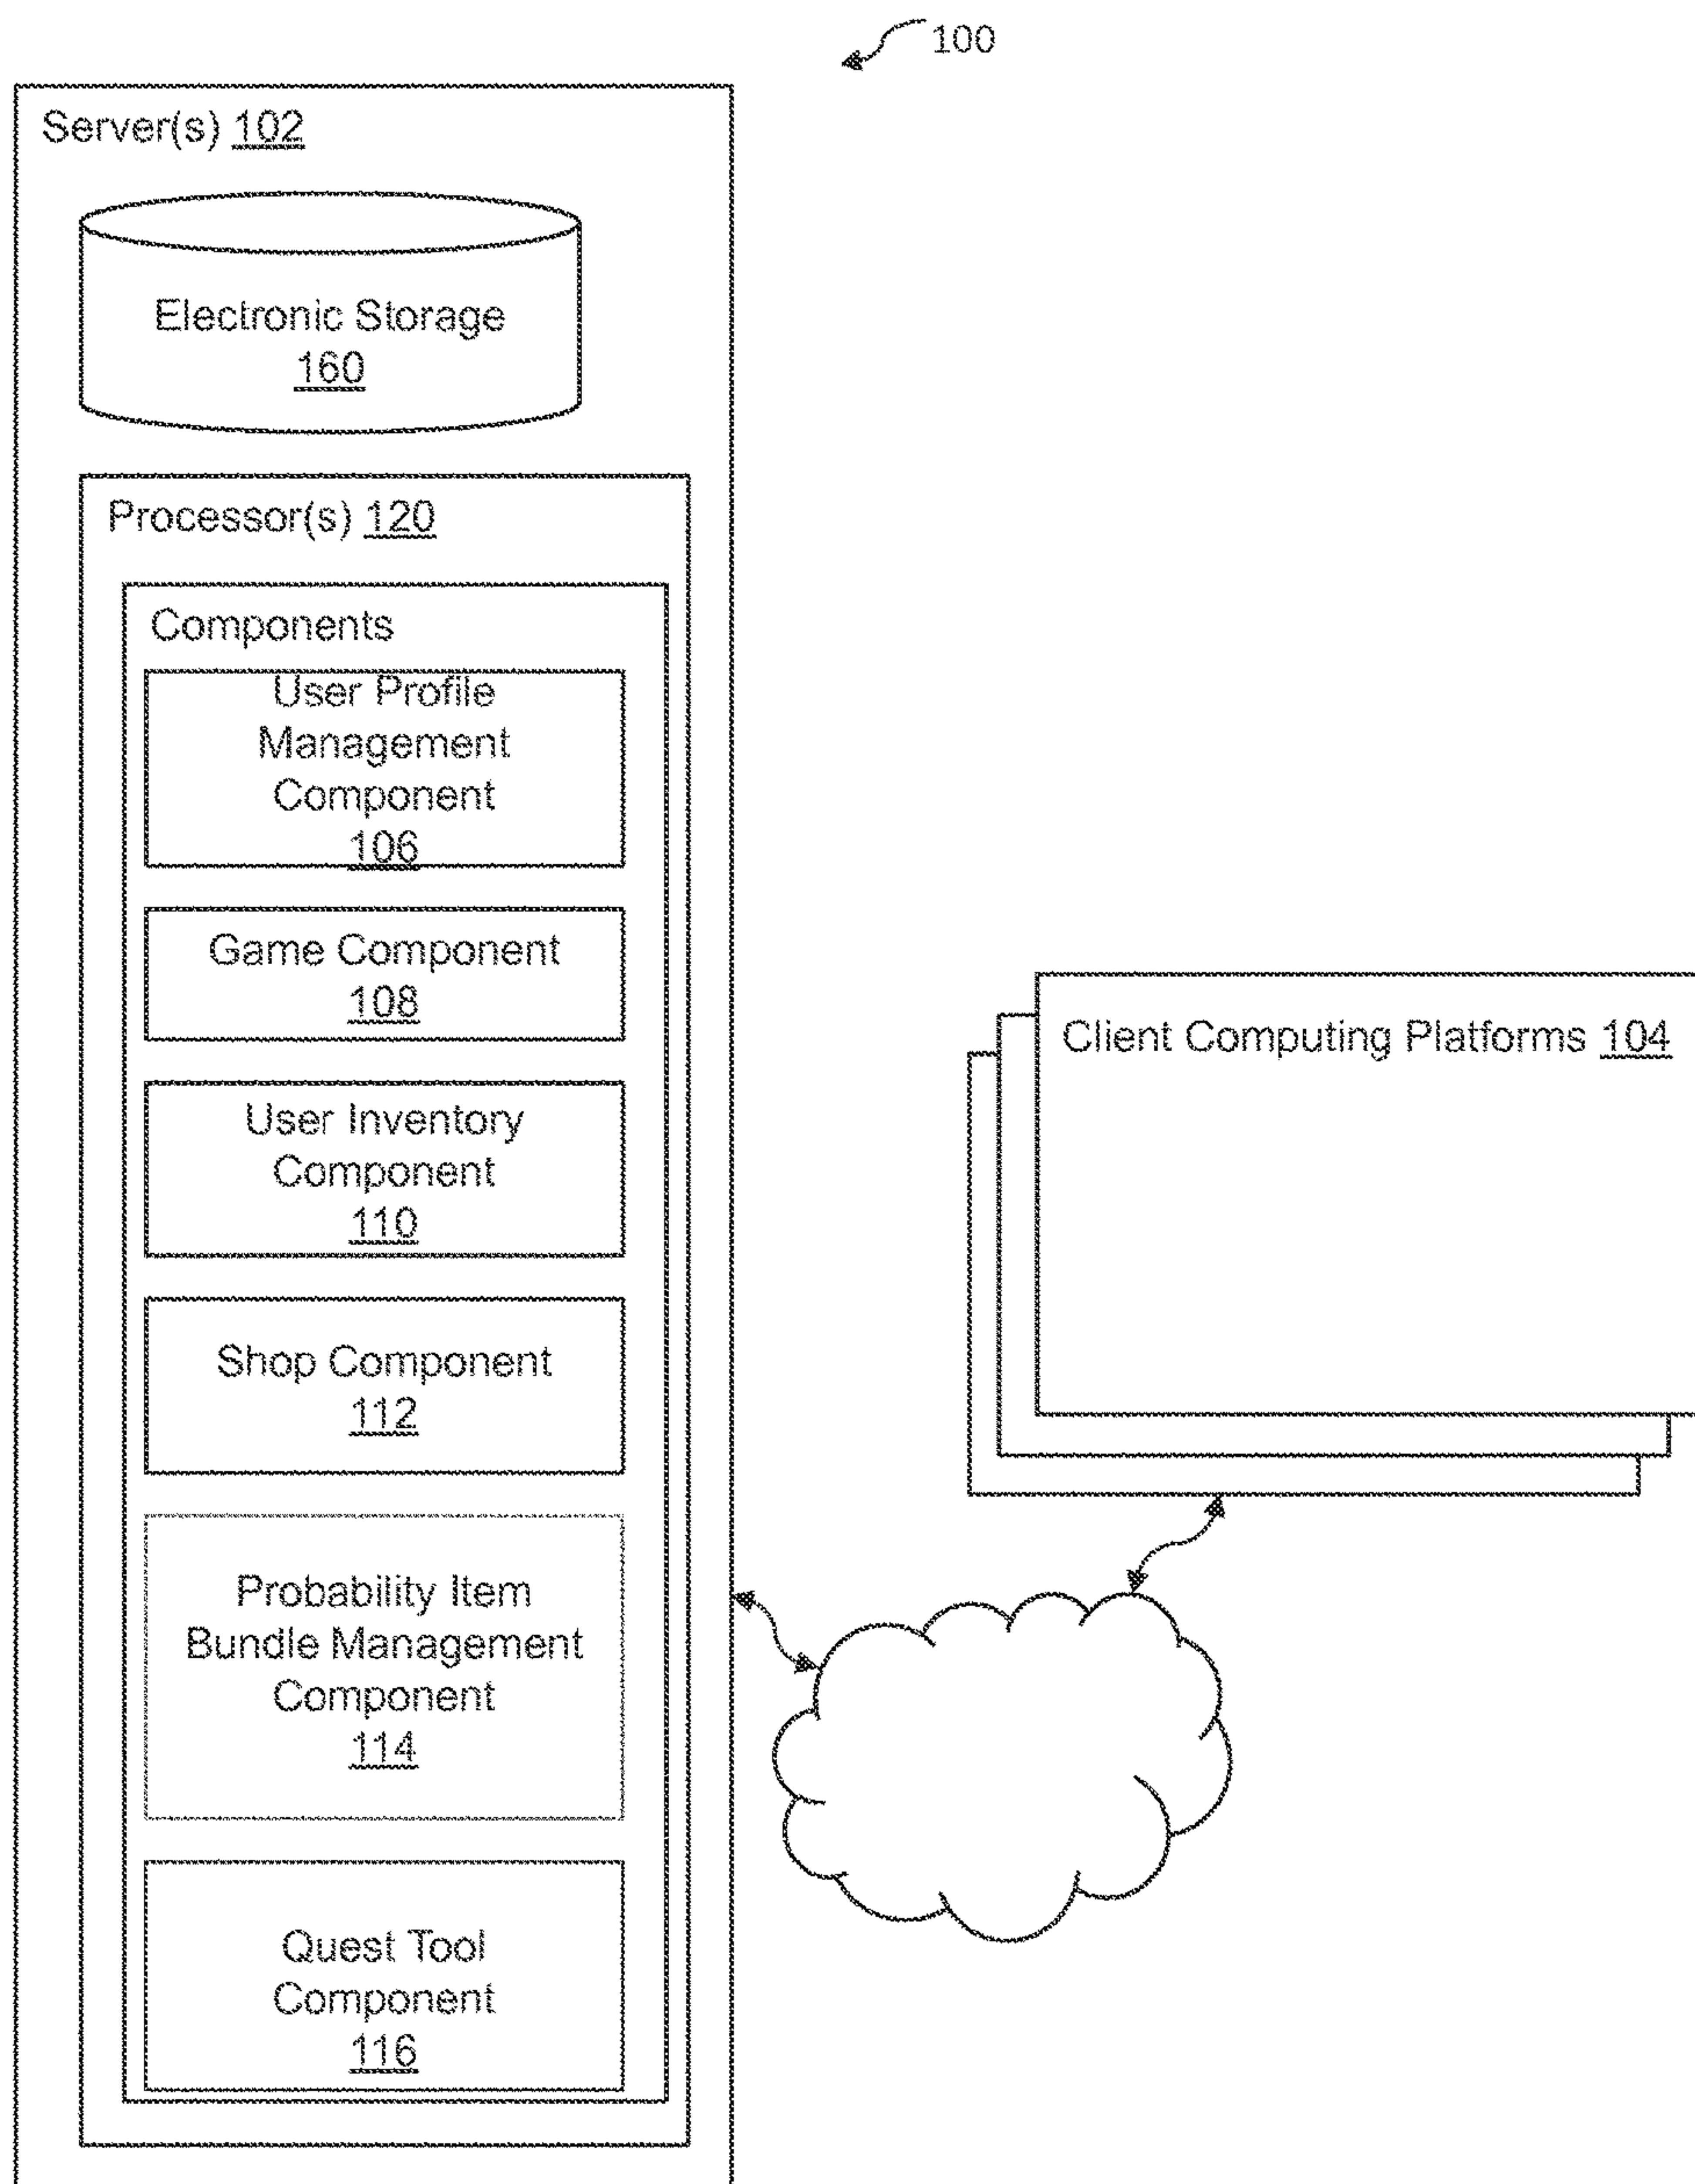 100
Server(s) 102
Electronic Storage
160
Processor(s) 120
Components
User Profile
Management
Component
106
Game Component
108
User Inventory
Component
110
Shop Component
112
Probability Item
Bundle Management
Component
114
Quest Tool
Component
116
Client Computing Platforms 104